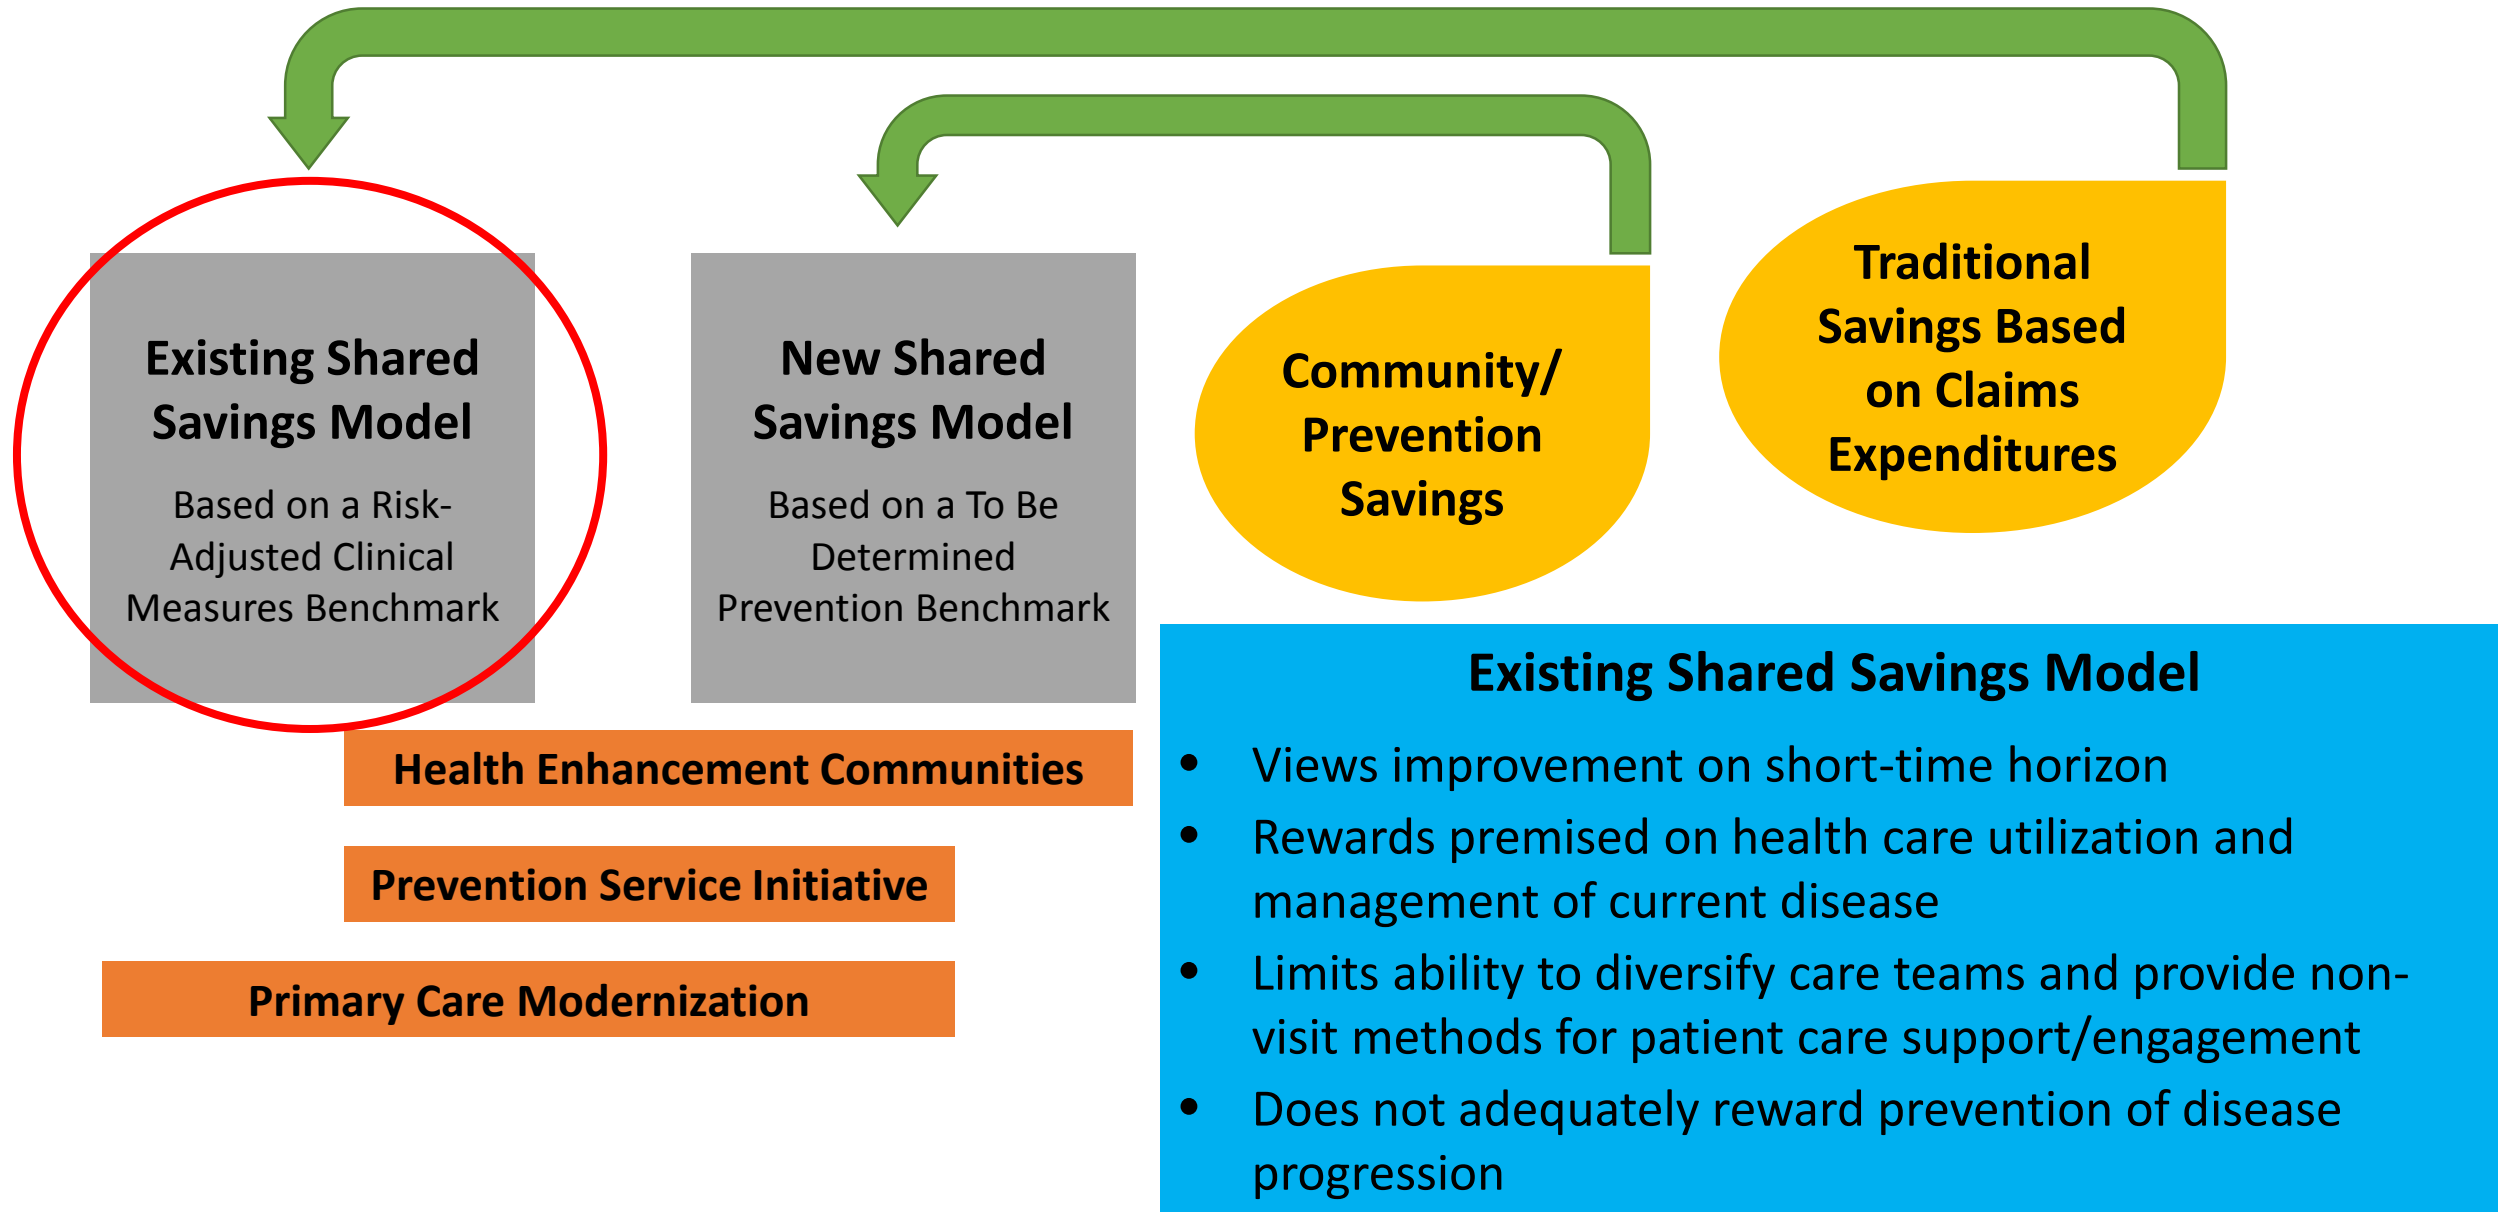 Existing Shared
Savings Model
Based on a Risk-
Adjusted Clinical
Measures Benchmark
New Shared
Savings Model
Based on a To Be
Determined
Prevention Benchmark
Community/
Prevention
Savings
Traditional
Savings Based
on Claims
Expenditures
Health Enhancement Communities
Prevention Service Initiative
Primary Care Modernization
Existing Shared Savings Model
• Views improvement on short-time horizon
• Rewards premised on health care utilization and
management of current disease
• Limits ability to diversify care teams and provide non-
visit methods for patient care support/engagement
• Does not adequately reward prevention of disease
progression